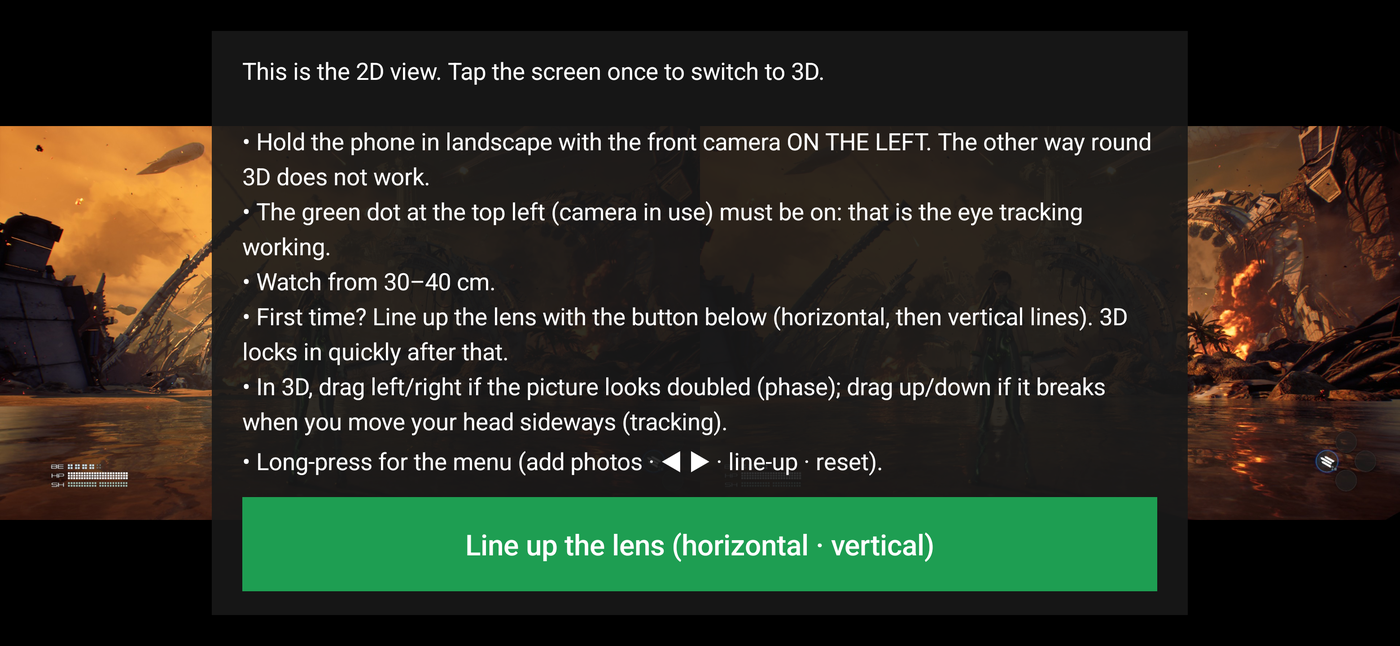 This is the 2D view. Tap the screen once to switch to 3D.
• Hold the phone in landscape with the front camera ON THE LEFT. The other way round
3D does not work.
• The green dot at the top left (camera in use) must be on: that is the eye tracking
working.
• Watch from 30–40 cm.
• First time? Line up the lens with the button below (horizontal, then vertical lines). 3D
locks in quickly after that.
• In 3D, drag left/right if the picture looks doubled (phase); drag up/down if it breaks
when you move your head sideways (tracking).
• Long-press for the menu (add photos · ◀ ▶ · line-up · reset).
BE
HP
SH
Line up the lens (horizontal · vertical)